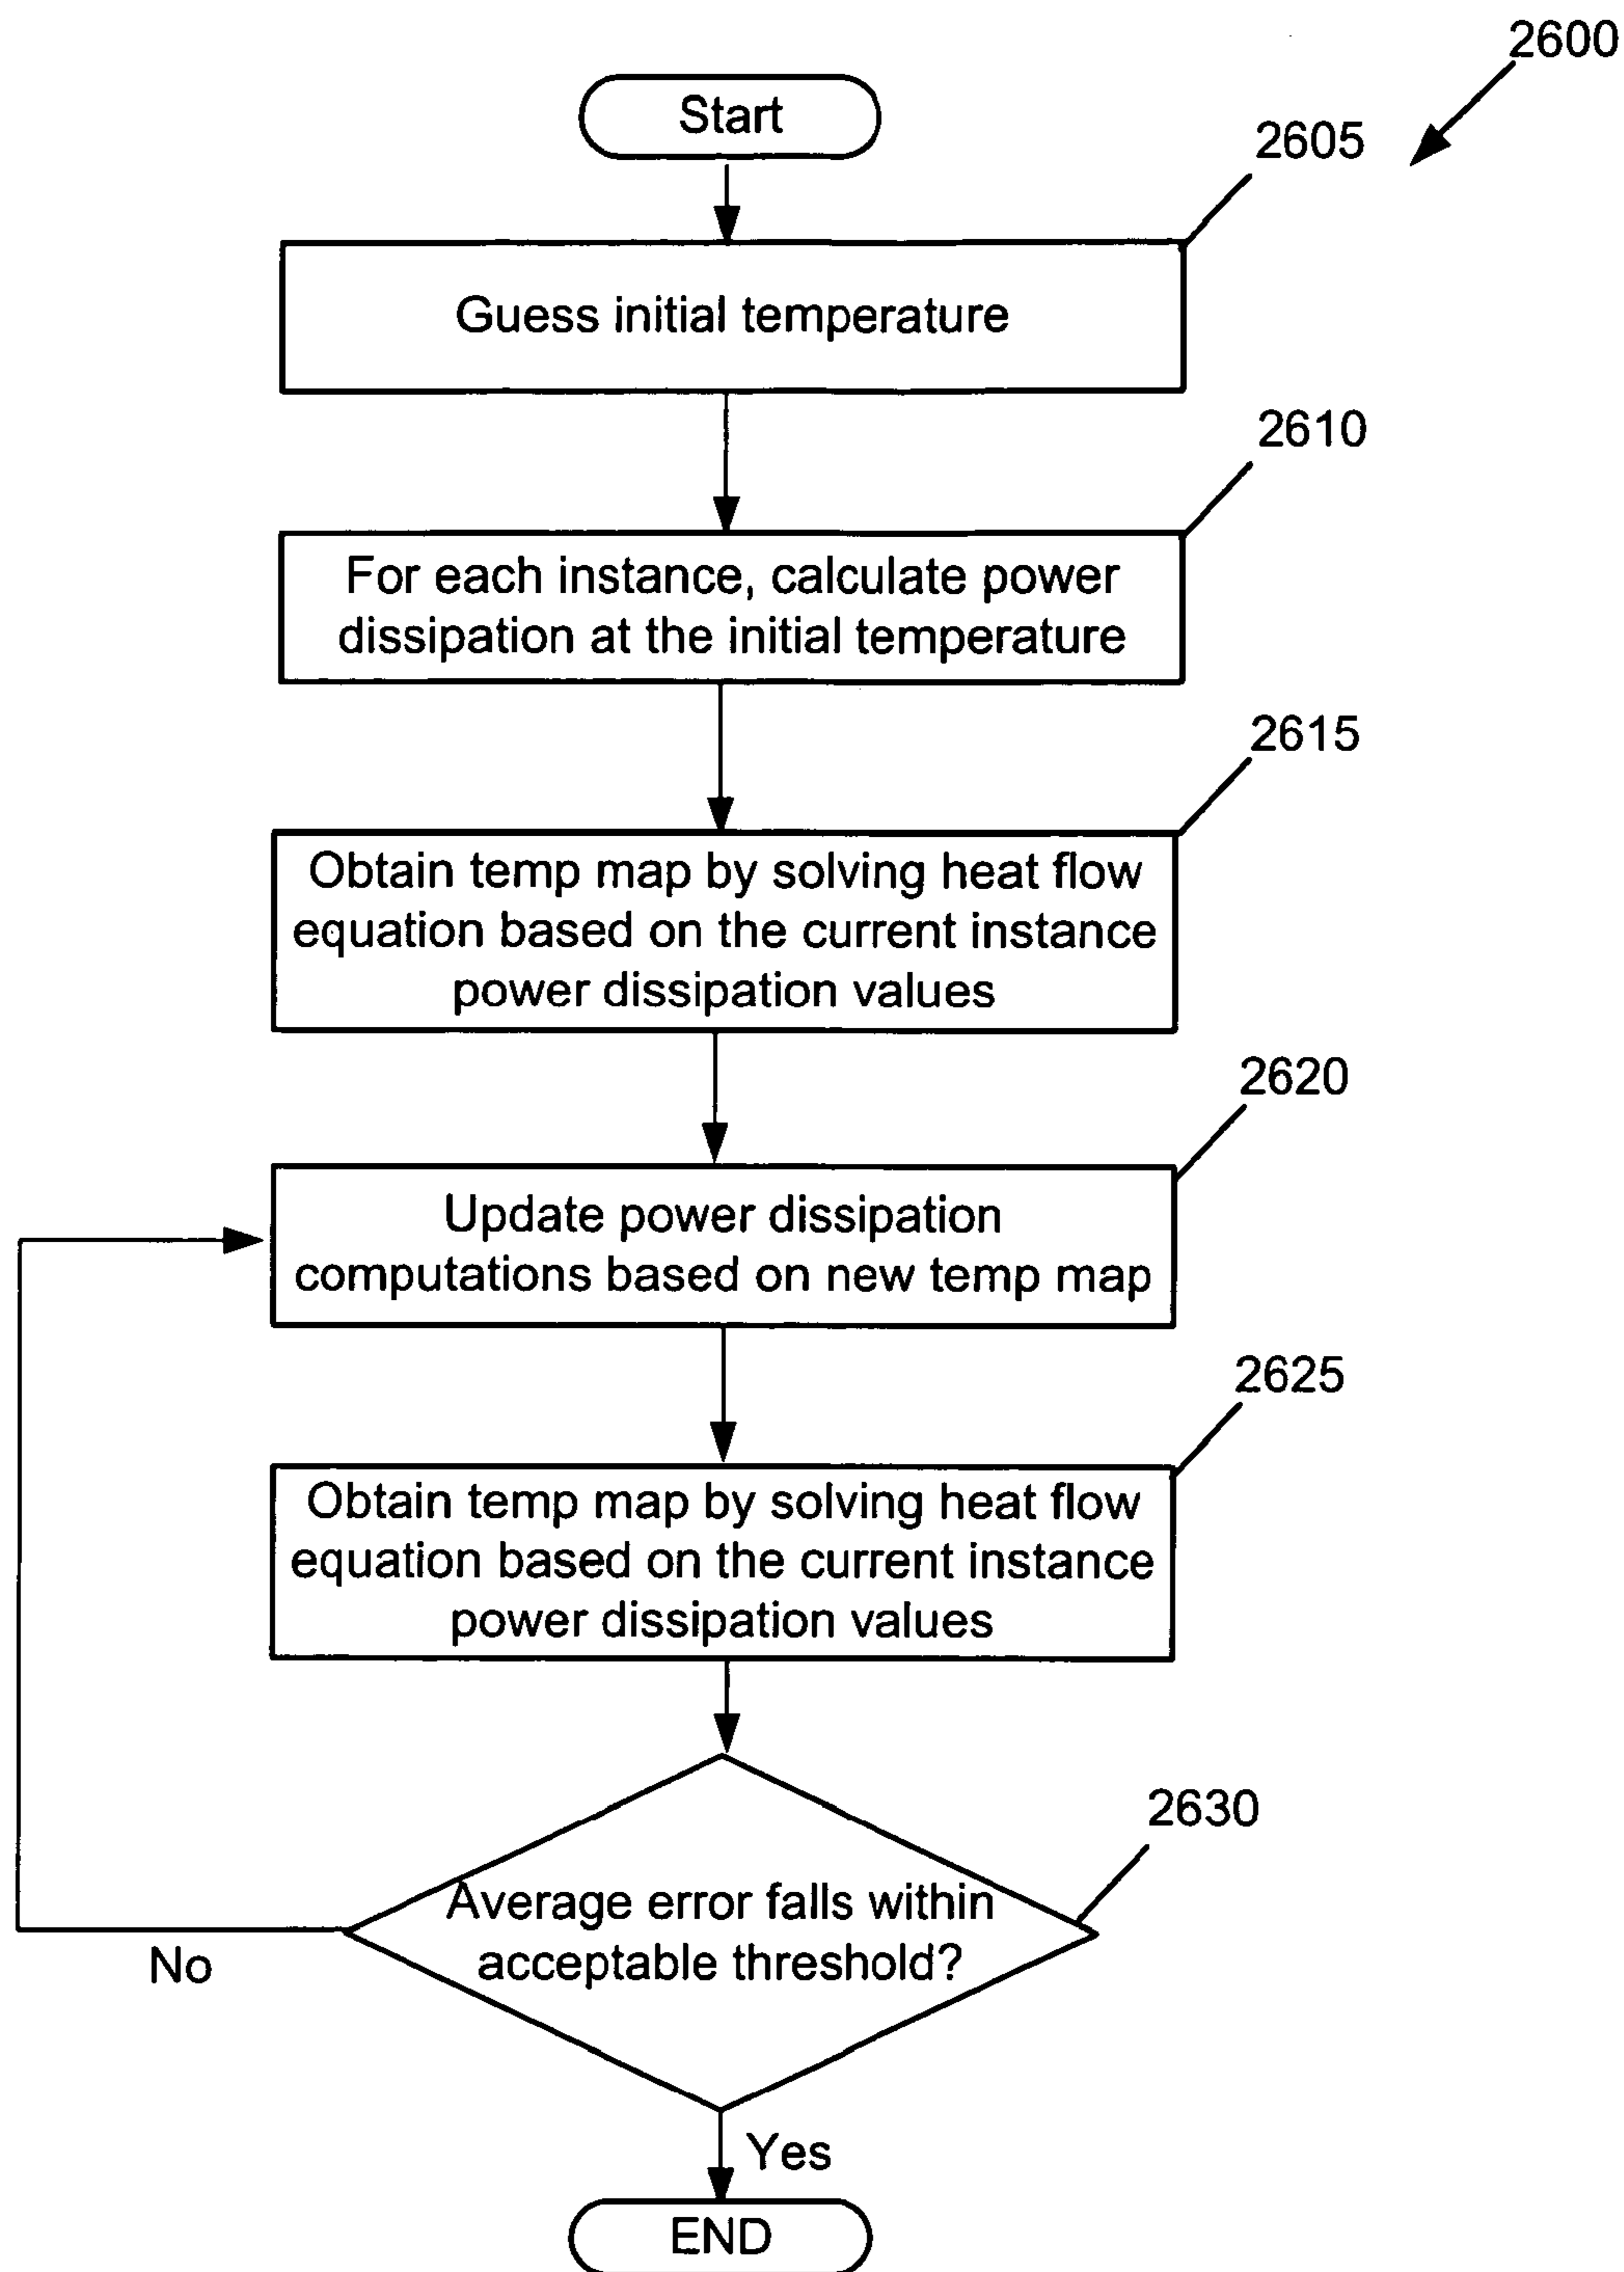 2600
Start
2605
Guess initial temperature
2610
For each instance, calculate power
dissipation at the initial temperature
2615
Obtain temp map by solving heat flow
equation based on the current instance
power dissipation values
2620
Update power dissipation
computations based on new temp map
2625
Obtain temp map by solving heat flow
equation based on the current instance
power dissipation values
2630
Average error falls within
acceptable threshold?
No
Yes
END